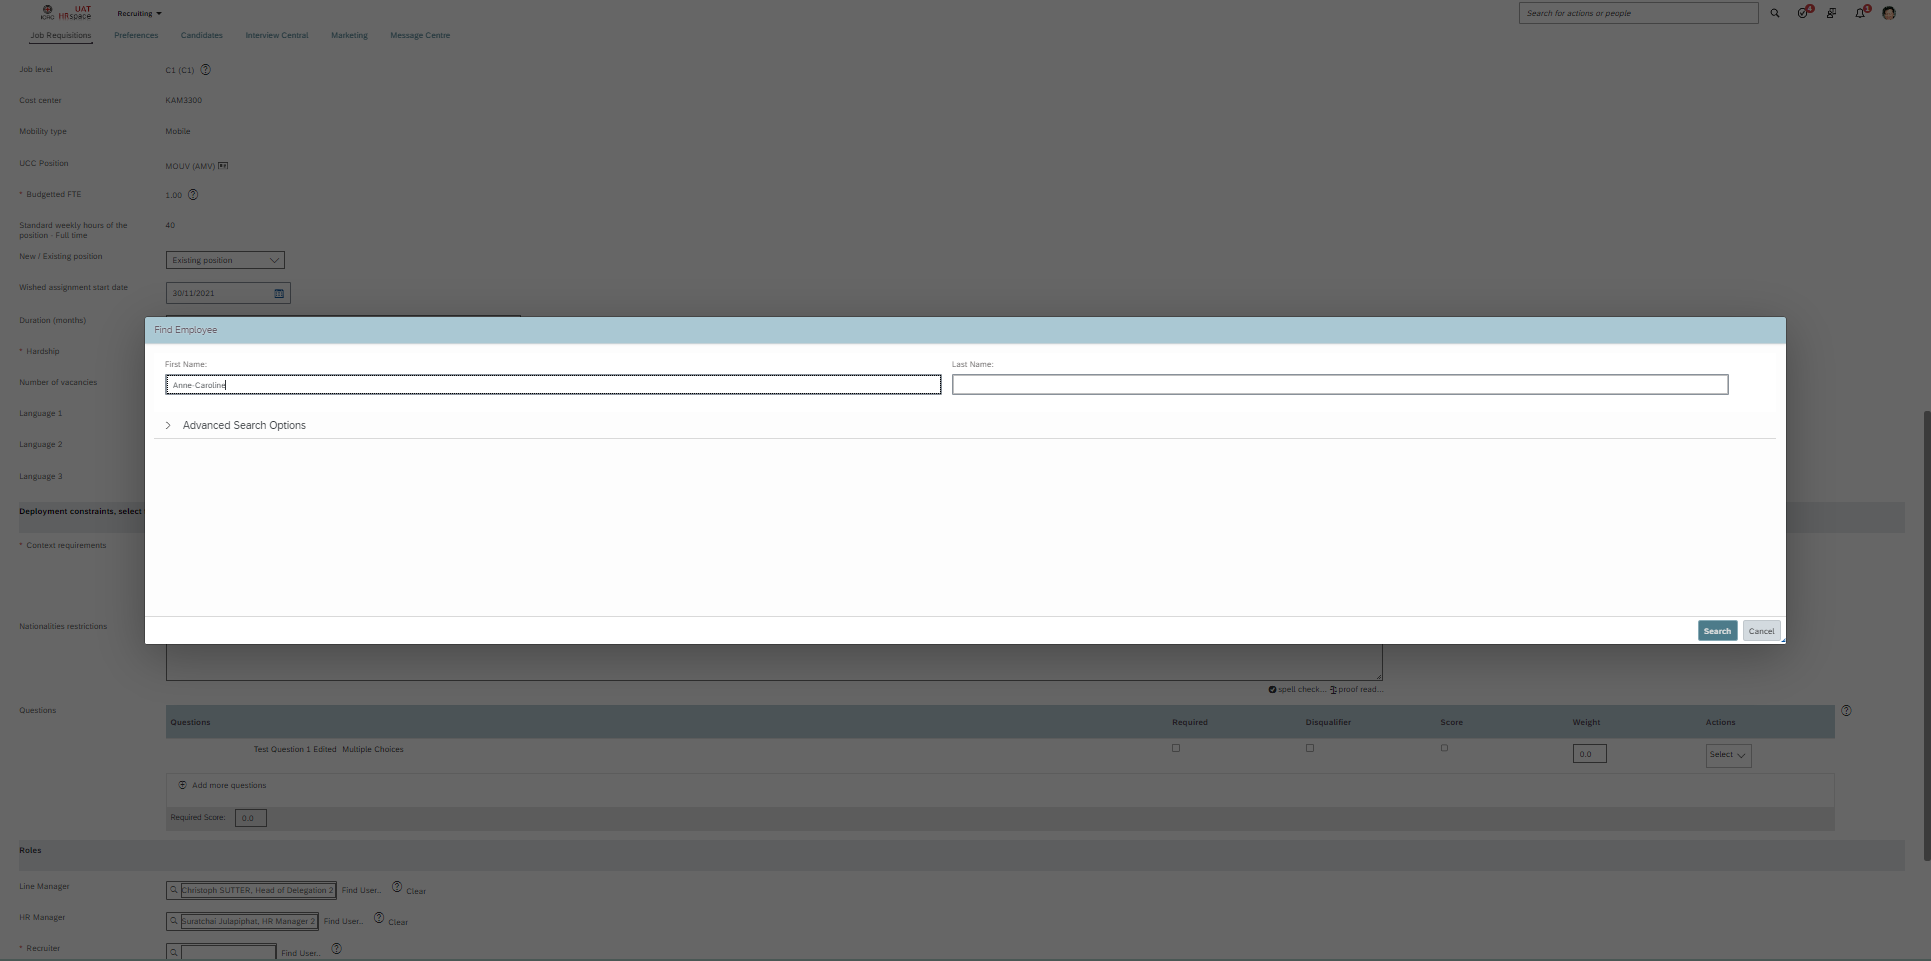 ICRC UAT
HRspace
Recruiting
Search for actions or people
4
1
Job Requisitions
Preferences
Candidates
Interview Central
Marketing
Message Centre
Job level
C1 (C1)
Cost center
KAM3300
Mobility type
Mobile
UCC Position
MOUV (AMV)
* Budgetted FTE
1.00
Standard weekly hours of the
position - Full time
40
New / Existing position
Existing position
Wished assignment start date
30/11/2021
Duration (months)
Find Employee
* Hardship
First Name:
Last Name:
Number of vacancies
Anne-Caroline
Language 1
Advanced Search Options
Language 2
Language 3
Deployment constraints, select
* Context requirements
Nationalities restrictions
Search
Cancel
spell check...
proof read...
Questions
Questions
Required
Disqualifier
Score
Weight
Actions
Test Question 1 Edited Multiple Choices
0.0
Select
Add more questions
Required Score:
0.0
Roles
Line Manager
Christoph SUTTER, Head of Delegation 2
Find User...
Clear
HR Manager
Suratchai Julapiphat, HR Manager 2
Find User...
Clear
* Recruiter
Find User...